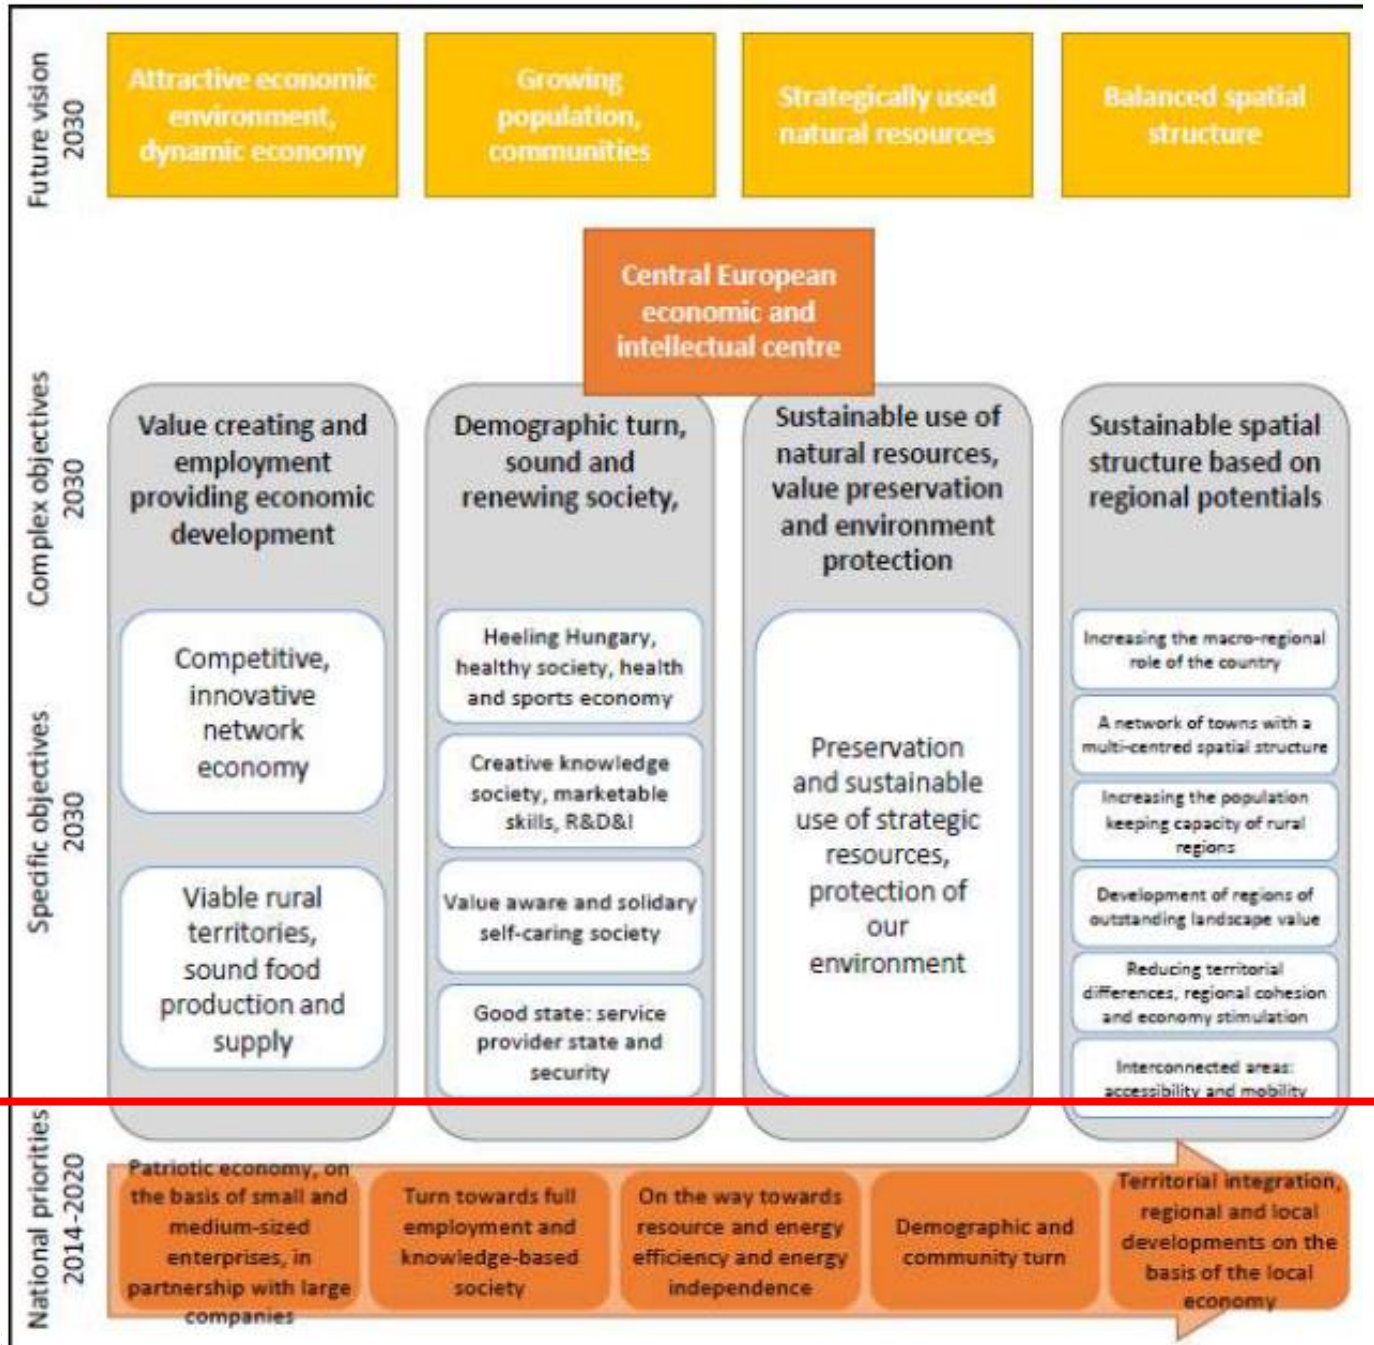 Future vision
2030
Attractive economic
environment,
dynamic economy
Growing
population,
communities
Strategically used
natural resources
Balanced spatial
structure
Central European
economic and
intellectual centre
Complex objectives
2030
Value creating and
employment
providing economic
development
Demographic turn,
sound and
renewing society,
Sustainable use of
natural resources,
value preservation
and environment
protection
Sustainable spatial
structure based on
regional potentials
Specific objectives
2030
Competitive,
innovative
network
economy
Viable rural
territories,
sound food
production and
supply
Heeling Hungary,
healthy society, health
and sports economy
Creative knowledge
society, marketable
skills, R&D&I
Value aware and solidary
self-caring society
Good state: service
provider state and
security
Preservation
and sustainable
use of strategic
resources,
protection of
our
environment
Increasing the macro-regional
role of the country
A network of towns with a
multi-centred spatial structure
Increasing the population
keeping capacity of rural
regions
Development of regions of
outstanding landscape value
Reducing territorial
differences, regional cohesion
and economy stimulation
Interconnected areas:
accessibility and mobility
National priorities
2014-2020
Patriotic economy, on
the basis of small and
medium-sized
enterprises, in
partnership with large
companies
Turn towards full
employment and
knowledge-based
society
On the way towards
resource and energy
efficiency and energy
independence
Demographic and
community turn
Territorial integration,
regional and local
developments on the
basis of the local
economy